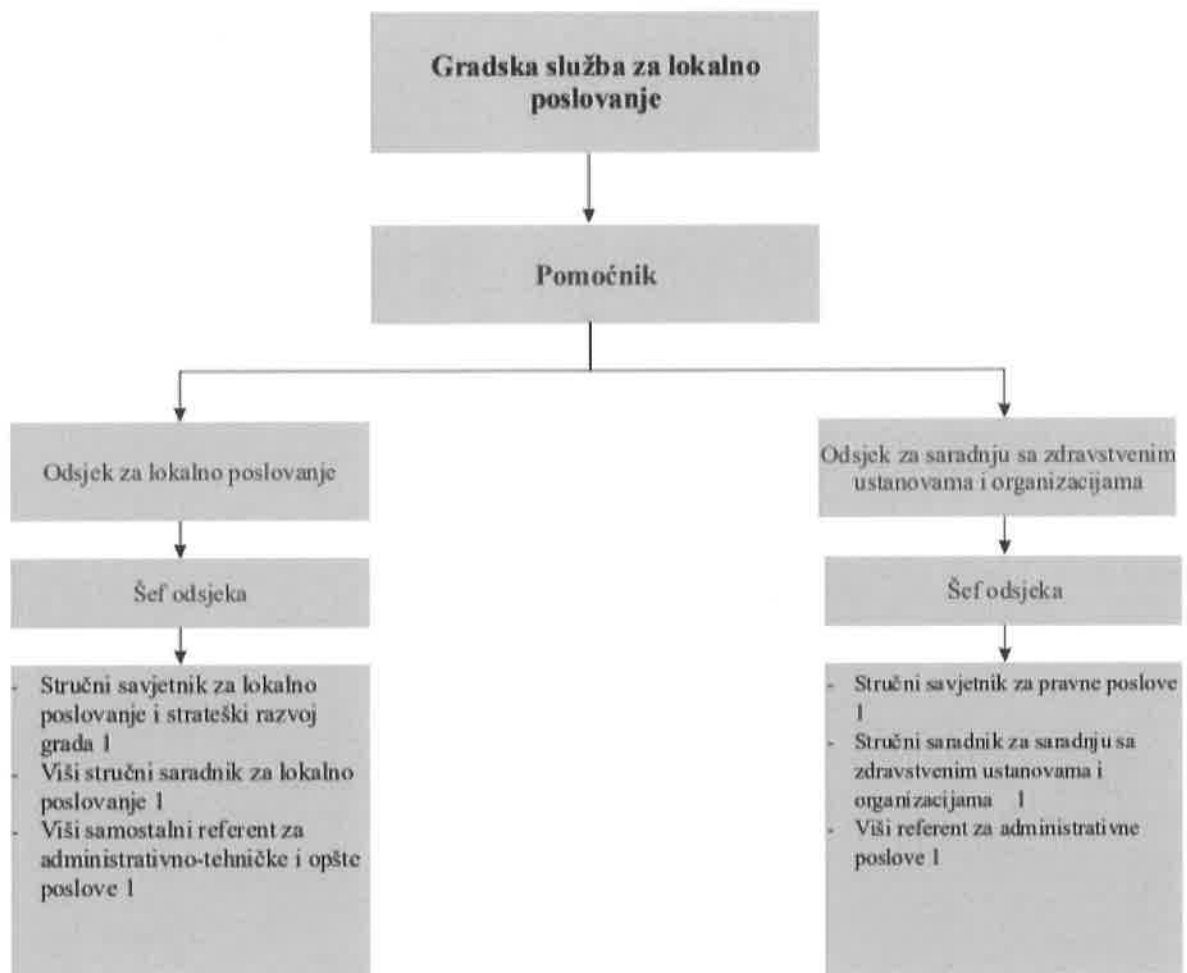 Gradska služba za lokalno
poslovanje
Pomoćnik
Odsjek za lokalno poslovanje
Šef odsjeka
- Stručni savjetnik za lokalno
poslovanje i strateški razvoj
grada 1
- Viši stručni saradnik za lokalno
poslovanje 1
- Viši samostalni referent za
administrativno-tehničke i opšte
poslove 1
Odsjek za saradnju sa zdravstvenim
ustanovama i organizacijama
Šef odsjeka
- Stručni savjetnik za pravne poslove
1
- Stručni saradnik za saradnju sa
zdravstvenim ustanovama i
organizacijama 1
- Viši referent za administrativne
poslove 1